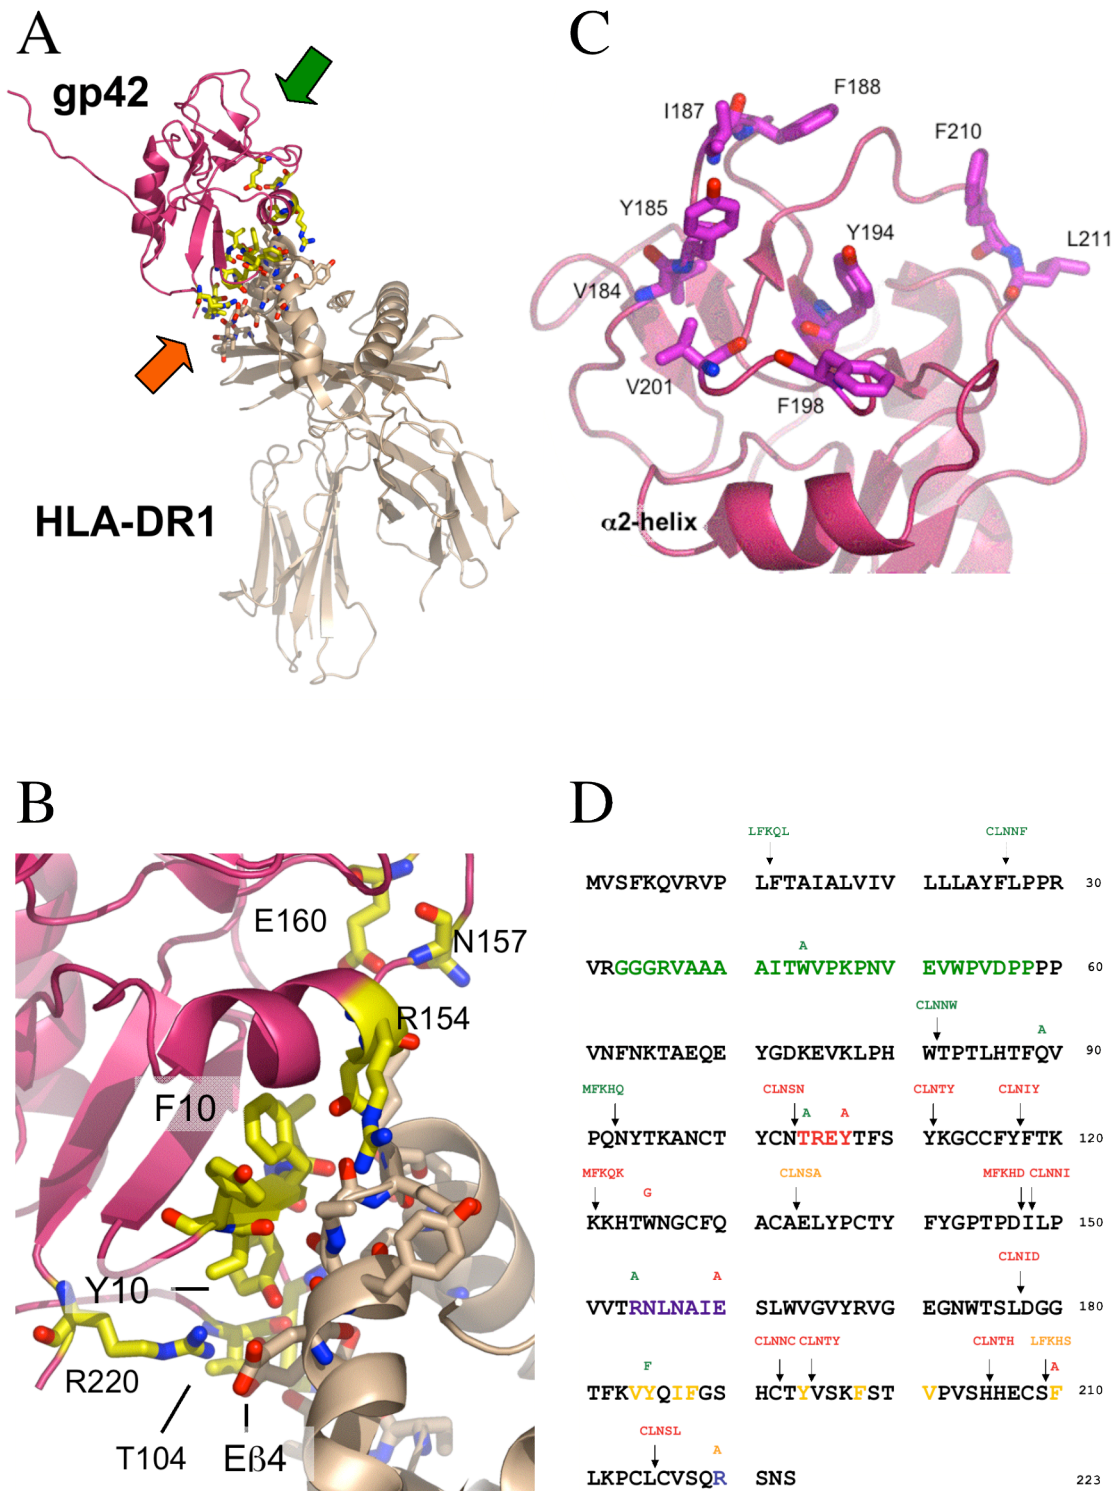 A
gp42
HLA-DR1
C
I187
F188
F210
Y185
Y194
L211
V184
V201
F198
α2-helix
B
E160
N157
R154
F10
Y10
R220
T104
Eß4
D
LFKQL CLNNF
MVSFKQVRVP LFTAIALVIV LLLAYFLPPR 30
A
VRGGGRVAAA AITWVPKPNV EVWPVDPPPP 60
CLNNW A
VNFNKTAEQE YGDKEVKLPH WTPTLHTFQV 90
MFKHQ CLNSN CLNTY CLNIY
A A
PQNYTKANCT YCNTREYTFS YKGCCFYFTK 120
MFKQK G CLNSA MFKHD CLNNI
KKHTWNGCFQ ACAELYPCTY FYGPTPDILP 150
CLNID
A A
VVTRNLNAIE SLWVGVYRVG EGNWTSLDGG 180
CLNNC CLNTY CLNTH LFKHS
F A
TFKVYQIFGS HCTYVSKFST VPVSHHECSF 210
CLNSL A
LKPCLCVSQR SNS 223